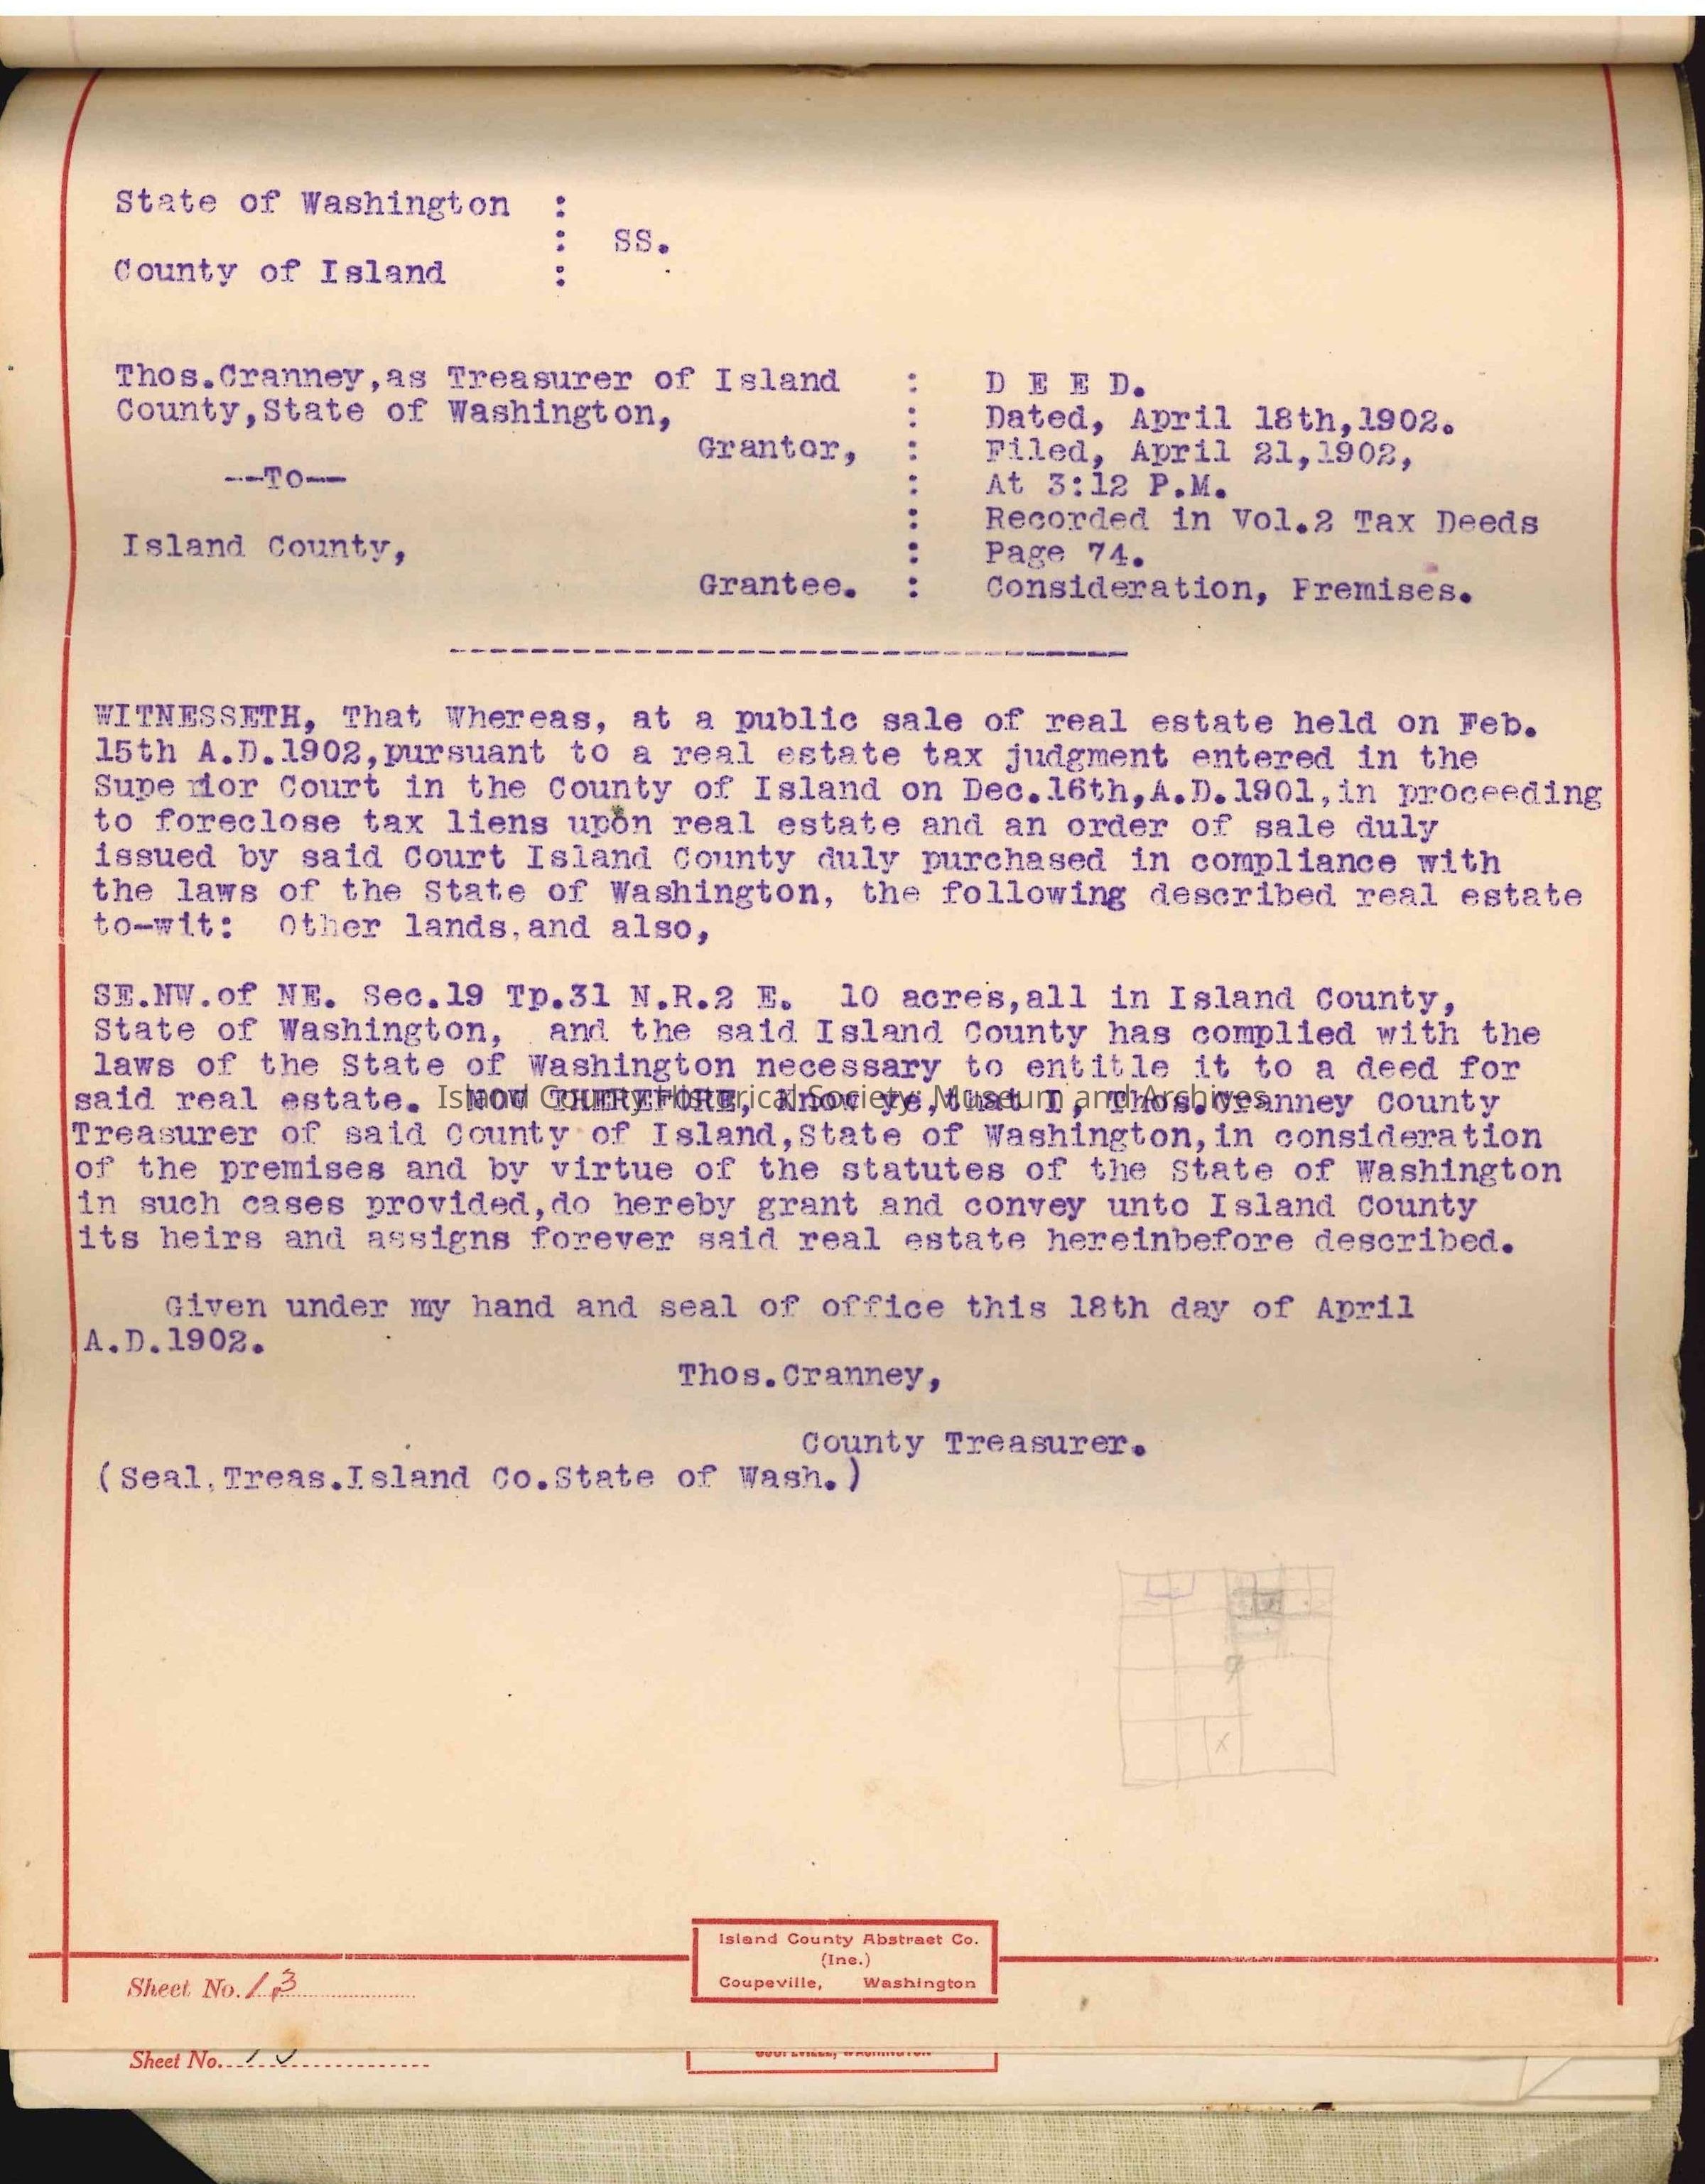 State of Washington :
: SS.
County of Island :
Thos.Cranney,as Treasurer of Island : D E E D.
County,State of Washington, : Dated, April 18th,1902.
Grantor, : Filed, April 21,1902,
--TO-- : At 3:12 P.M.
: Recorded in Vol.2 Tax Deeds
Island County, : Page 74.
Grantee. : Consideration, Premises.
---------------------------------
WITNESSETH, That Whereas, at a public sale of real estate held on Feb.
15th A.D.1902,pursuant to a real estate tax judgment entered in the
Superior Court in the County of Island on Dec.16th,A.D.1901,in proceeding
to foreclose tax liens upon real estate and an order of sale duly
issued by said Court Island County duly purchased in compliance with
the laws of the State of Washington, the following described real estate
to-wit: Other lands,and also,
SE.NW.of NE. Sec.19 Tp.31 N.R.2 E. 10 acres,all in Island County,
State of Washington, and the said Island County has complied with the
laws of the State of Washington necessary to entitle it to a deed for
said real estate. NOW THEREFORE, Know ye,that I, Thos.Cranney County
Island County Historical Society, Museum, and Archives
Treasurer of said County of Island,State of Washington,in consideration
of the premises and by virtue of the statutes of the State of Washington
in such cases provided,do hereby grant and convey unto Island County
its heirs and assigns forever said real estate hereinbefore described.
Given under my hand and seal of office this 18th day of April
A.D.1902.
Thos.Cranney,
County Treasurer.
(Seal,Treas.Island Co.State of Wash.)
x
Island County Abstract Co.
(Inc.)
Coupeville, Washington
Sheet No. 13
Sheet No.
COUPEVILLE, WASHINGTON